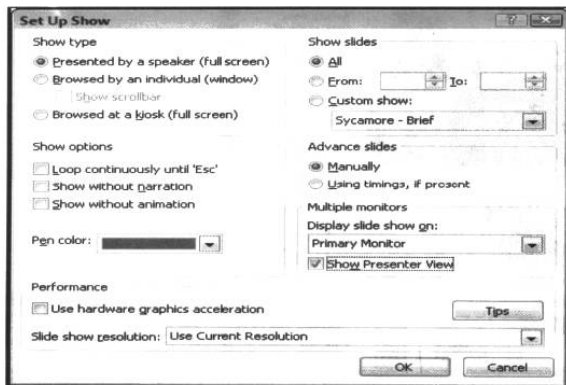 Set Up Show
Show type
Presented by a speaker (full screen)
Browsed by an individual (window)
Show scrollbar
Browsed at a kiosk (full screen)
Show options
Loop continuously until 'Esc'
Show without narration
Show without animation
Pen color:
Show slides
All
From: To:
Custom show:
Sycamore - Brief
Advance slides
Manually
Using timings, if present
Multiple monitors
Display slide show on:
Primary Monitor
Show Presenter View
Performance
Use hardware graphics acceleration
Tips
Slide show resolution: Use Current Resolution
OK Cancel